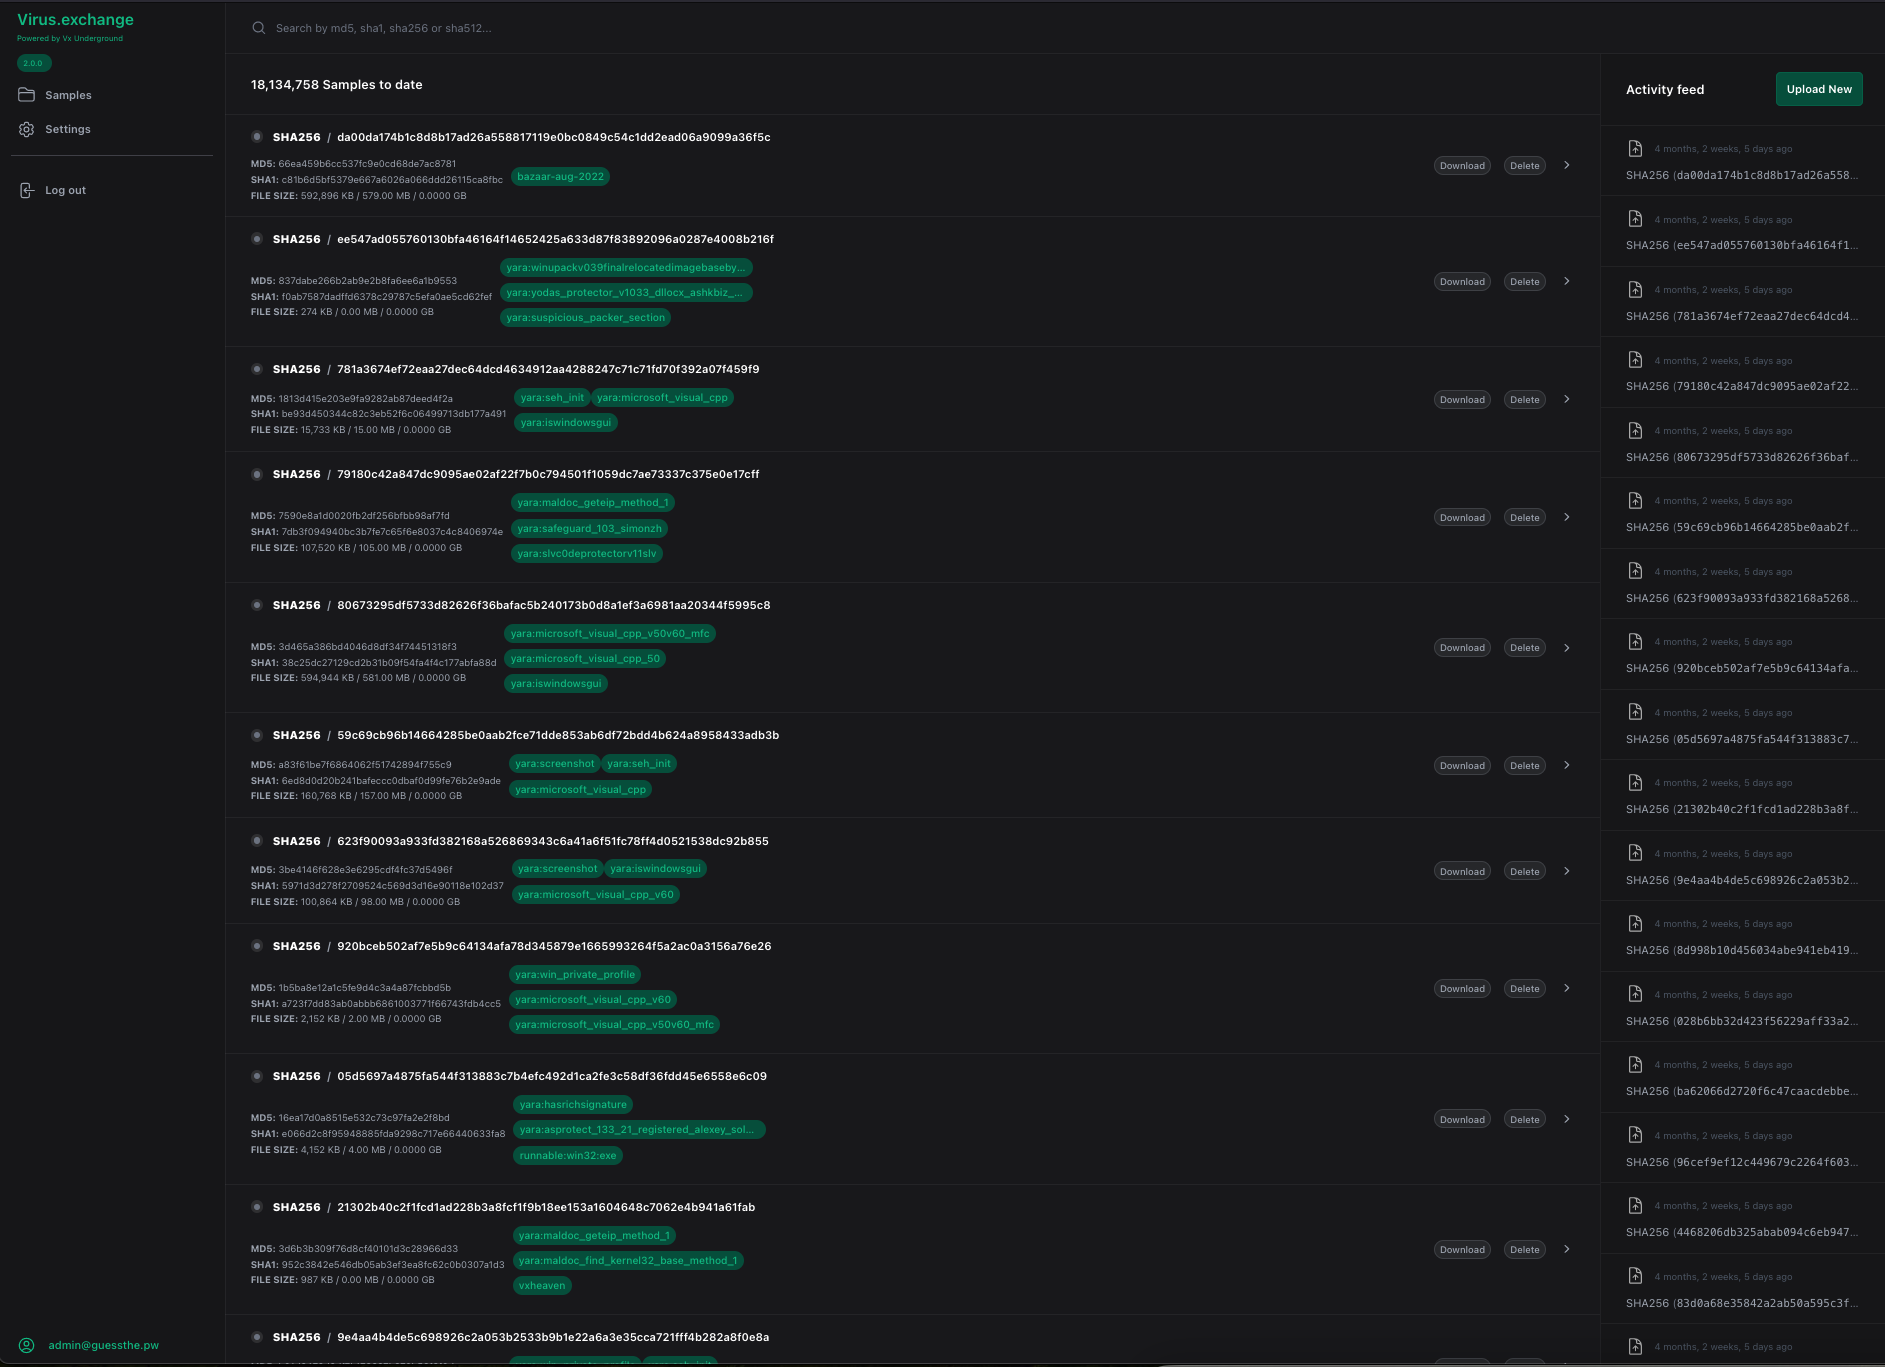 Virus.exchange
Powered by Vx Underground
2.0.0
Samples
Settings
Log out
admin@guessthe.pw
Search by md5, sha1, sha256 or sha512...
18,134,758 Samples to date
SHA256 / da00da174b1c8d8b17ad26a558817119e0bc0849c54c1dd2ead06a9099a36f5c
MD5: 66ea459b6cc537fc9e0cd68de7ac8781
SHA1: c81b6d5bf5379e667a6026a066ddd26115ca8fbc
FILE SIZE: 592,896 KB / 579.00 MB / 0.0000 GB
bazaar-aug-2022
Download Delete
SHA256 / ee547ad055760130bfa46164f14652425a633d87f83892096a0287e4008b216f
MD5: 837dabe266b2ab9e2b8fa6ee6a1b9553
SHA1: f0ab7587dadffd6378c29787c5efa0ae5cd62fef
FILE SIZE: 274 KB / 0.00 MB / 0.0000 GB
yara:winupackv039finalrelocatedimagebaseby...
yara:yodas_protector_v1033_dllocx_ashkbiz_...
yara:suspicious_packer_section
Download Delete
SHA256 / 781a3674ef72eaa27dec64dcd4634912aa4288247c71c71fd70f392a07f459f9
MD5: 1813d415e203e9fa9282ab87deed4f2a
SHA1: be93d450344c82c3eb52f6c06499713db177a491
FILE SIZE: 15,733 KB / 15.00 MB / 0.0000 GB
yara:seh_init yara:microsoft_visual_cpp
yara:iswindowsgui
Download Delete
SHA256 / 79180c42a847dc9095ae02af22f7b0c794501f1059dc7ae73337c375e0e17cff
MD5: 7590e8a1d0020fb2df256bfbb98af7fd
SHA1: 7db3f094940bc3b7fe7c65f6e8037c4c8406974e
FILE SIZE: 107,520 KB / 105.00 MB / 0.0000 GB
yara:maldoc_geteip_method_1
yara:safeguard_103_simonzh
yara:slvc0deprotectorv11slv
Download Delete
SHA256 / 80673295df5733d82626f36bafac5b240173b0d8a1ef3a6981aa20344f5995c8
MD5: 3d465a386bd4046d8df34f74451318f3
SHA1: 38c25dc27129cd2b31b09f54fa4f4c177abfa88d
FILE SIZE: 594,944 KB / 581.00 MB / 0.0000 GB
yara:microsoft_visual_cpp_v50v60_mfc
yara:microsoft_visual_cpp_50
yara:iswindowsgui
Download Delete
SHA256 / 59c69cb96b14664285be0aab2fce71dde853ab6df72bdd4b624a8958433adb3b
MD5: a83f61be7f6864062f51742894f755c9
SHA1: 6ed8d0d20b241bafeccc0dbaf0d99fe76b2e9ade
FILE SIZE: 160,768 KB / 157.00 MB / 0.0000 GB
yara:screenshot yara:seh_init
yara:microsoft_visual_cpp
Download Delete
SHA256 / 623f90093a933fd382168a526869343c6a41a6f51fc78ff4d0521538dc92b855
MD5: 3be4146f628e3e6295cdf4fc37d5496f
SHA1: 5971d3d278f2709524c569d3d16e90118e102d37
FILE SIZE: 100,864 KB / 98.00 MB / 0.0000 GB
yara:screenshot yara:iswindowsgui
yara:microsoft_visual_cpp_v60
Download Delete
SHA256 / 920bceb502af7e5b9c64134afa78d345879e1665993264f5a2ac0a3156a76e26
MD5: 1b5ba8e12a1c5fe9d4c3a4a87fcbbd5b
SHA1: a723f7dd83ab0abbb6861003771f66743fdb4cc5
FILE SIZE: 2,152 KB / 2.00 MB / 0.0000 GB
yara:win_private_profile
yara:microsoft_visual_cpp_v60
yara:microsoft_visual_cpp_v50v60_mfc
Download Delete
SHA256 / 05d5697a4875fa544f313883c7b4efc492d1ca2fe3c58df36fdd45e6558e6c09
MD5: 16ea17d0a8515e532c73c97fa2e2f8bd
SHA1: e066d2c8f95948885fda9298c717e66440633fa8
FILE SIZE: 4,152 KB / 4.00 MB / 0.0000 GB
yara:hasrichsignature
yara:asprotect_133_21_registered_alexey_sol...
runnable:win32:exe
Download Delete
SHA256 / 21302b40c2f1fcd1ad228b3a8fcf1f9b18ee153a1604648c7062e4b941a61fab
MD5: 3d6b3b309f76d8cf40101d3c28966d33
SHA1: 952c3842e546db05ab3ef3ea8fc62c0b0307a1d3
FILE SIZE: 987 KB / 0.00 MB / 0.0000 GB
yara:maldoc_geteip_method_1
yara:maldoc_find_kernel32_base_method_1
vxheaven
Download Delete
SHA256 / 9e4aa4b4de5c698926c2a053b2533b9b1e22a6a3e35cca721fff4b282a8f0e8a
Activity feed
Upload New
4 months, 2 weeks, 5 days ago
SHA256 (da00da174b1c8d8b17ad26a558...
4 months, 2 weeks, 5 days ago
SHA256 (ee547ad055760130bfa46164f1...
4 months, 2 weeks, 5 days ago
SHA256 (781a3674ef72eaa27dec64dcd4...
4 months, 2 weeks, 5 days ago
SHA256 (79180c42a847dc9095ae02af22...
4 months, 2 weeks, 5 days ago
SHA256 (80673295df5733d82626f36baf...
4 months, 2 weeks, 5 days ago
SHA256 (59c69cb96b14664285be0aab2f...
4 months, 2 weeks, 5 days ago
SHA256 (623f90093a933fd382168a5268...
4 months, 2 weeks, 5 days ago
SHA256 (920bceb502af7e5b9c64134afa...
4 months, 2 weeks, 5 days ago
SHA256 (05d5697a4875fa544f313883c7...
4 months, 2 weeks, 5 days ago
SHA256 (21302b40c2f1fcd1ad228b3a8f...
4 months, 2 weeks, 5 days ago
SHA256 (9e4aa4b4de5c698926c2a053b2...
4 months, 2 weeks, 5 days ago
SHA256 (8d998b10d456034abe941eb419...
4 months, 2 weeks, 5 days ago
SHA256 (028b6bb32d423f56229aff33a2...
4 months, 2 weeks, 5 days ago
SHA256 (ba62066d2720f6c47caacdebbe...
4 months, 2 weeks, 5 days ago
SHA256 (96cef9ef12c449679c2264f603...
4 months, 2 weeks, 5 days ago
SHA256 (4468206db325abab094c6eb947...
4 months, 2 weeks, 5 days ago
SHA256 (83d0a68e35842a2ab50a595c3f...
4 months, 2 weeks, 5 days ago